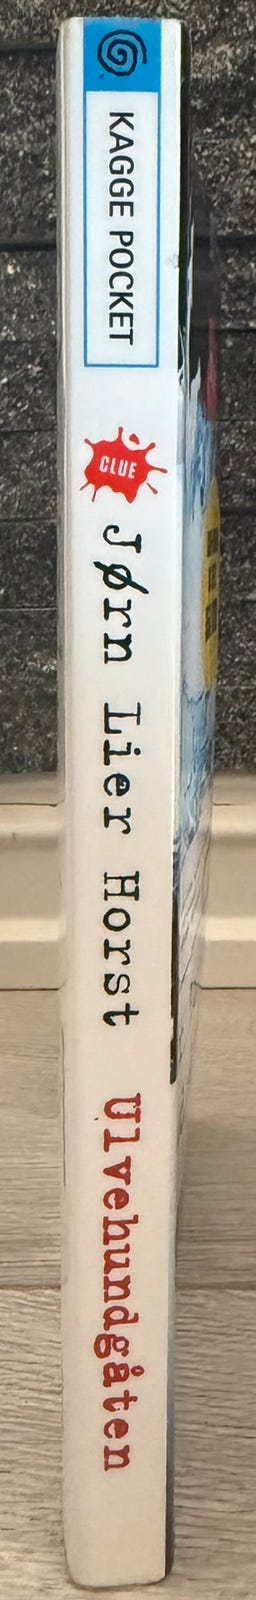 KAGGE POCKET
CLUE
Jørn Lier Horst
Ulvehundgåten